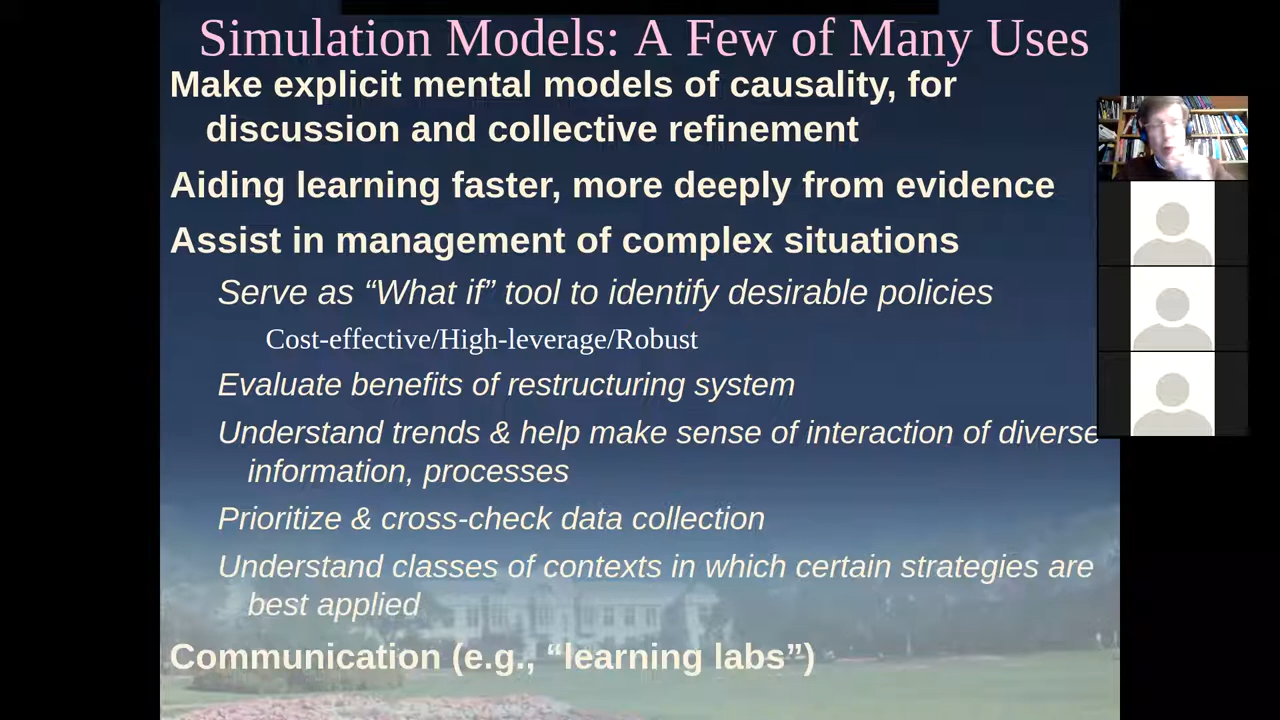 Simulation Models: A Few of Many Uses
Make explicit mental models of causality, for
discussion and collective refinement
Aiding learning faster, more deeply from evidence
Assist in management of complex situations
Serve as “What if” tool to identify desirable policies
Cost-effective/High-leverage/Robust
Evaluate benefits of restructuring system
Understand trends & help make sense of interaction of diverse
information, processes
Prioritize & cross-check data collection
Understand classes of contexts in which certain strategies are
best applied
Communication (e.g., “learning labs”)